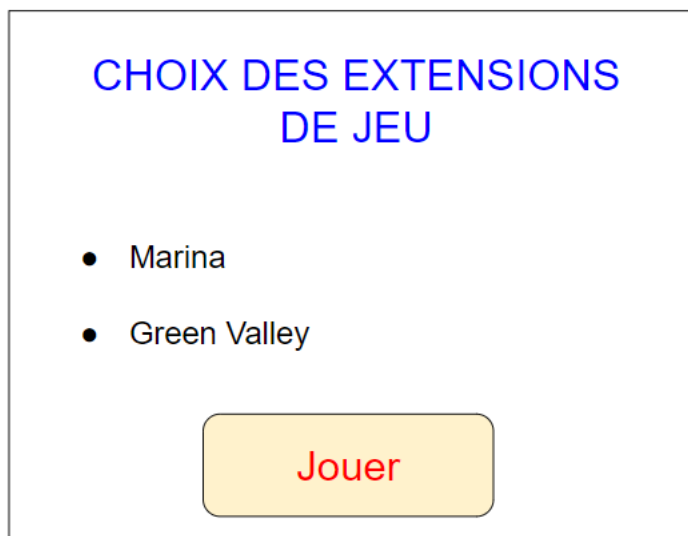 CHOIX DES EXTENSIONS
DE JEU
● Marina
● Green Valley
Jouer